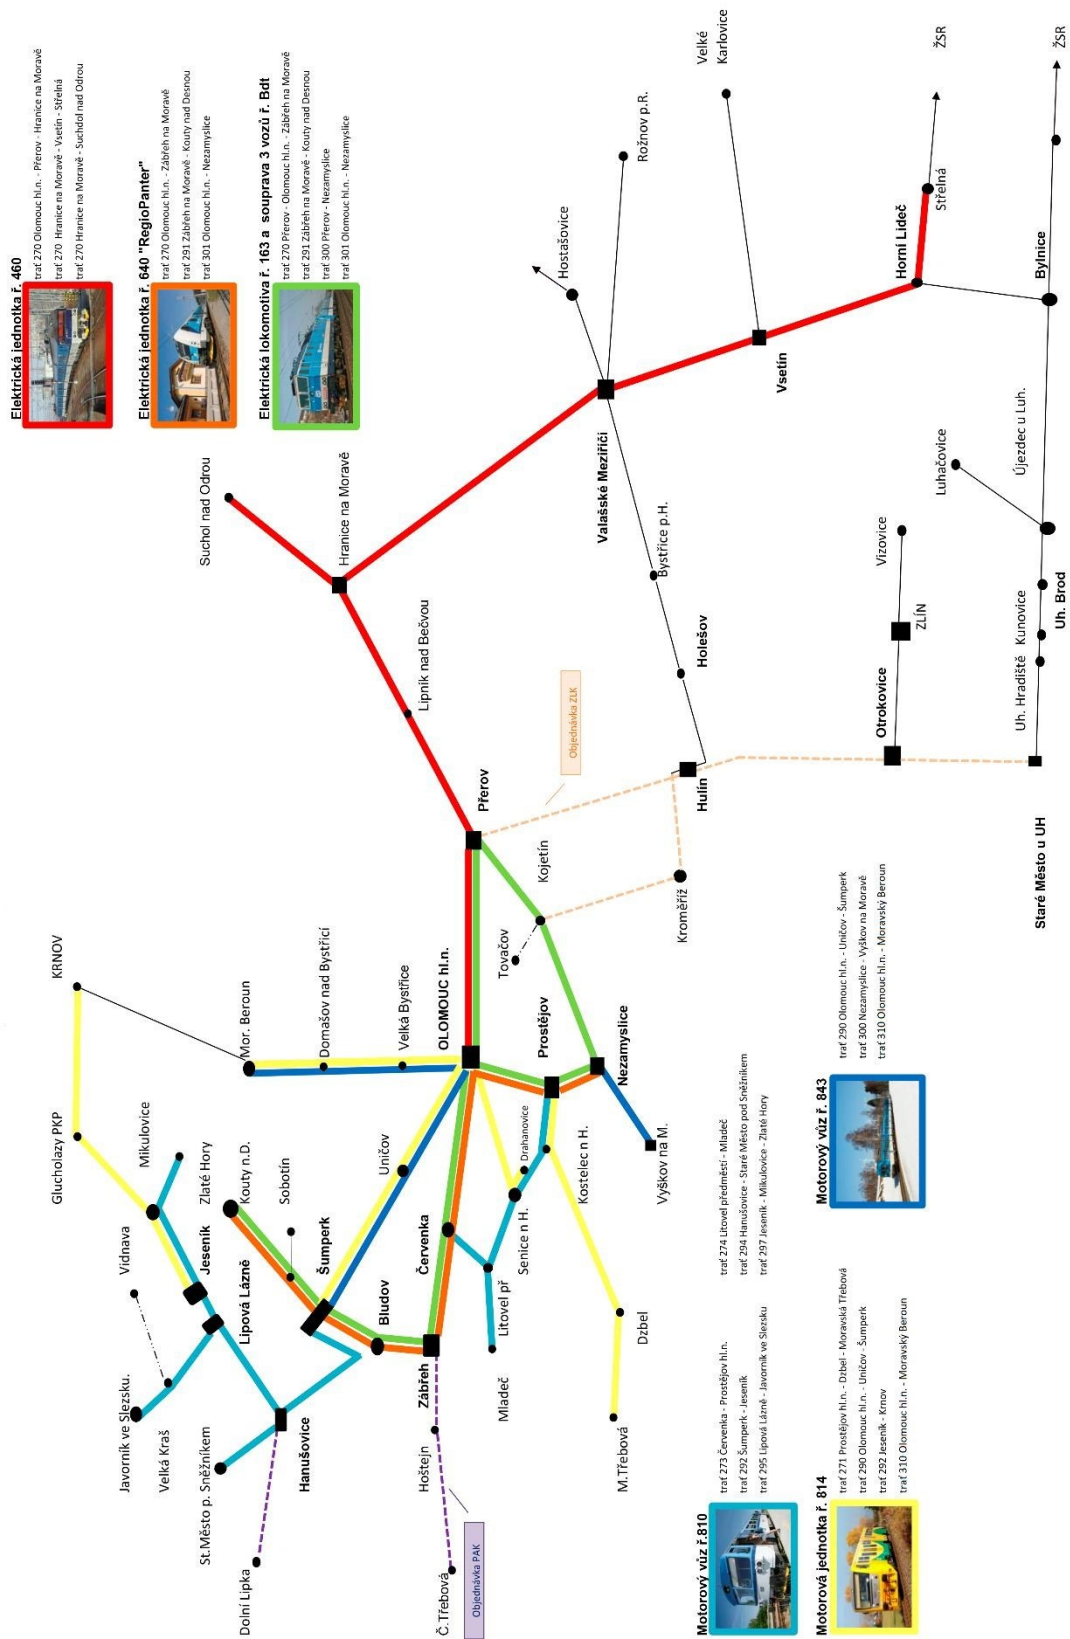 Elektrická jednotka ř. 460
trať 270 Olomouc hl.n. - Přerov - Hranice na Moravě
trať 270 Hranice na Moravě - Vsetín - Střelná
trať 270 Hranice na Moravě - Suchdol nad Odrou
Elektrická jednotka ř. 640 "RegioPanter"
trať 270 Olomouc hl.n. - Zábřeh na Moravě
trať 291 Zábřeh na Moravě - Kouty nad Desnou
trať 301 Olomouc hl.n. - Nezamyslice
Elektrická lokomotiva ř. 163 a souprava 3 vozů ř. Bdt
trať 270 Přerov - Olomouc hl.n. - Zábřeh na Moravě
trať 291 Zábřeh na Moravě - Kouty nad Desnou
trať 300 Přerov - Nezamyslice
trať 301 Olomouc hl.n. - Nezamyslice
KRNOV
Glucholazy PKP
Mikulovice
Vidnava
Zlaté Hory
Javorník ve Slezsku.
Velká Kraš
Jeseník
Lipová Lázně
St.Město p. Sněžníkem
Hanušovice
Dolní Lipka
Kouty n.D.
Sobotín
Šumperk
Bludov
Zábřeh
Hoštejn
Č.Třebová
Objednávka PAK
Mor. Beroun
Domašov nad Bystřicí
Velká Bystřice
OLOMOUC hl.n.
Uničov
Červenka
Litovel př
Mladeč
Senice n H.
Drahanovice
Kostelec n H.
Prostějov
Nezamyslice
Vyškov na M.
Dzbel
M.Třebová
Suchol nad Odrou
Hranice na Moravě
Lipník nad Bečvou
Přerov
Kojetín
Tovačov
Kroměříž
Objednávka ZLK
Hulín
Holešov
Bystřice p.H.
Valašské Meziříčí
Hostašovice
Rožnov p.R.
Velké
Karlovice
Vsetín
Horní Lideč
Střelná
ŽSR
Otrokovice
ZLÍN
Vizovice
Luhačovice
Staré Město u UH
Uh. Hradiště
Kunovice
Uh. Brod
Újezdec u Luh.
Bylnice
ŽSR
Motorový vůz ř.810
trať 273 Červenka - Prostějov hl.n.
trať 292 Šumperk - Jeseník
trať 295 Lipová Lázně - Javorník ve Slezsku
trať 274 Litovel předměstí - Mladeč
trať 294 Hanušovice - Staré Město pod Sněžníkem
trať 297 Jeseník - Mikulovice - Zlaté Hory
Motorová jednotka ř. 814
trať 271 Prostějov hl.n. - Dzbel - Moravská Třebová
trať 290 Olomouc hl.n. - Uničov - Šumperk
trať 292 Jeseník - Krnov
trať 310 Olomouc hl.n. - Moravský Beroun
Motorový vůz ř. 843
trať 290 Olomouc hl.n. - Uničov - Šumperk
trať 300 Nezamyslice - Vyškov na Moravě
trať 310 Olomouc hl.n. - Moravský Beroun